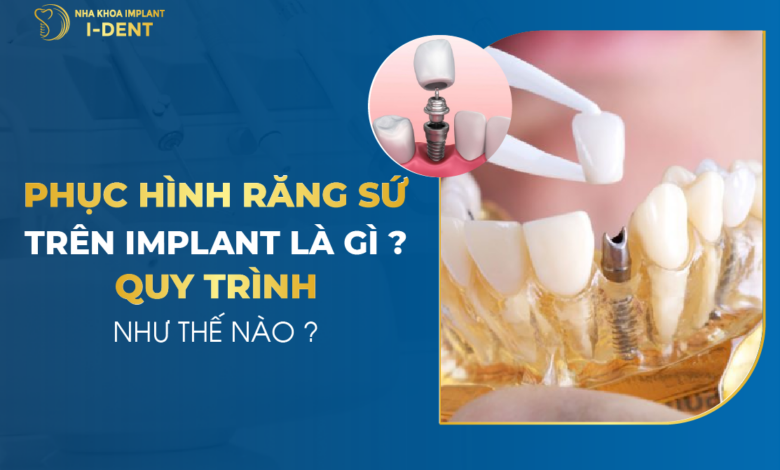 NHA KHOA IMPLANT
I-DENT
PHỤC HÌNH RĂNG SỨ
TRÊN IMPLANT LÀ GÌ ?
QUY TRÌNH
NHƯ THẾ NÀO ?